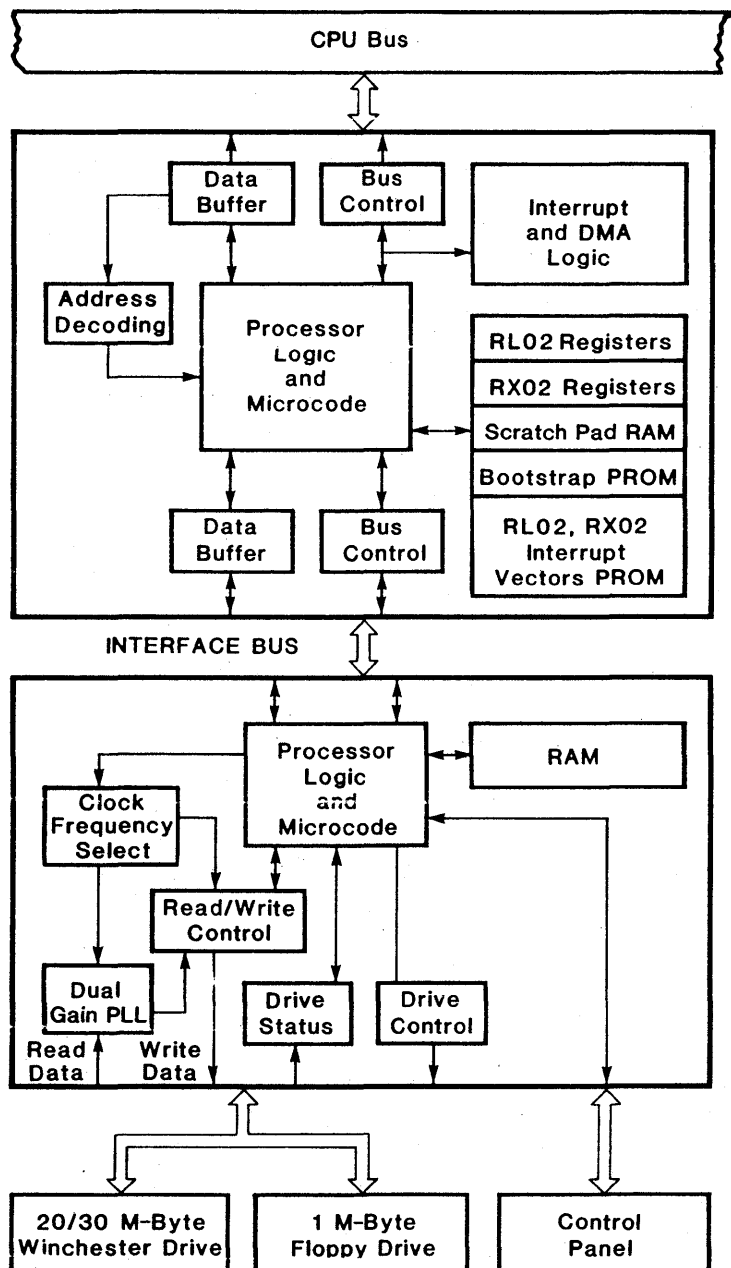 CPU Bus
Data
Buffer
Bus
Control
Interrupt
and DMA
Logic
Address
Decoding
Processor
Logic
and
Microcode
RL02 Registers
RX02 Registers
Scratch Pad RAM
Bootstrap PROM
RL02, RX02
Interrupt
Vectors PROM
Data
Buffer
Bus
Control
INTERFACE BUS
Processor
Logic
and
Microcode
RAM
Clock
Frequency
Select
Read/Write
Control
Dual
Gain PLL
Drive
Status
Drive
Control
Read
Data
Write
Data
20/30 M-Byte
Winchester Drive
1 M-Byte
Floppy Drive
Control
Panel